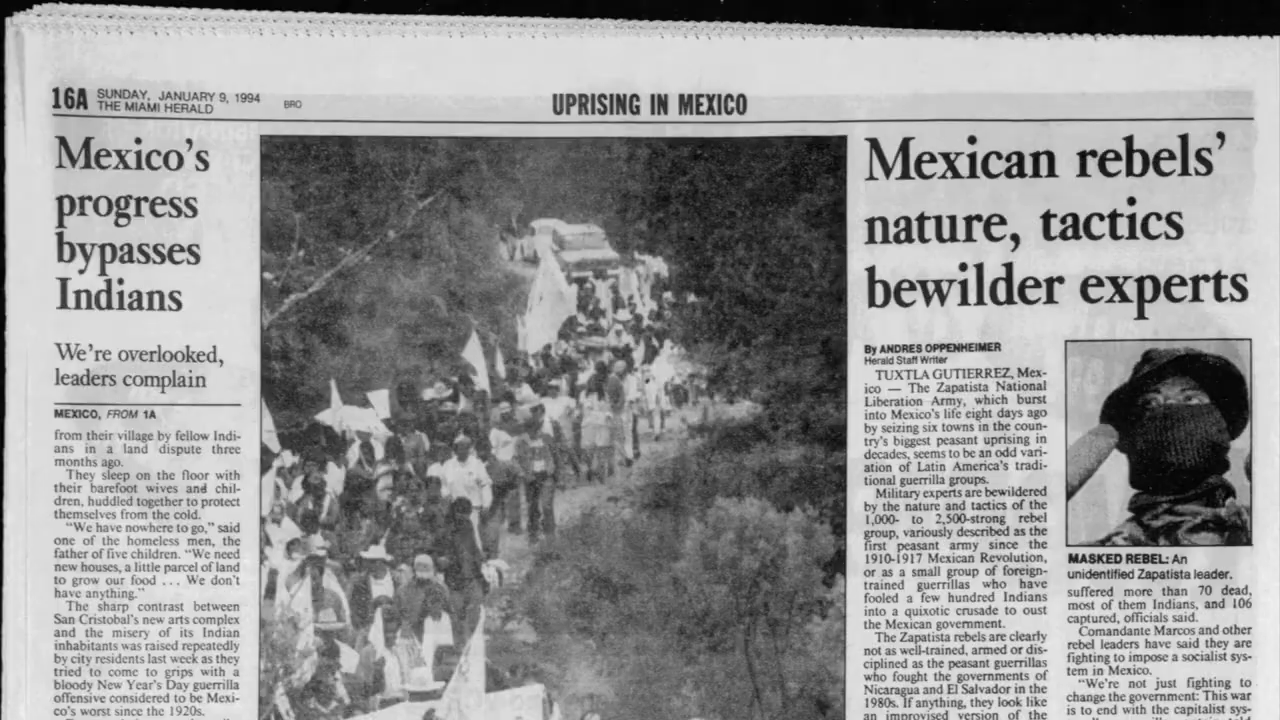 16A SUNDAY, JANUARY 9, 1994
THE MIAMI HERALD
BRO
UPRISING IN MEXICO
Mexico's
progress
bypasses
Indians
We're overlooked,
leaders complain
MEXICO, FROM 1A
from their village by fellow Indi-
ans in a land dispute three
months ago.
They sleep on the floor with
their barefoot wives and chil-
dren, huddled together to protect
themselves from the cold.
"We have nowhere to go," said
one of the homeless men, the
father of five children. "We need
new houses, a little parcel of land
to grow our food . . . We don't
have anything."
The sharp contrast between
San Cristobal's new arts complex
and the misery of its Indian
inhabitants was raised repeatedly
by city residents last week as they
tried to come to grips with a
bloody New Year's Day guerrilla
offensive considered to be Mexi-
co's worst since the 1920s.
Mexican rebels'
nature, tactics
bewilder experts
By ANDRES OPPENHEIMER
Herald Staff Writer
TUXTLA GUTIERREZ, Mex-
ico — The Zapatista National
Liberation Army, which burst
into Mexico's life eight days ago
by seizing six towns in the coun-
try's biggest peasant uprising in
decades, seems to be an odd vari-
ation of Latin America's tradi-
tional guerrilla groups.
Military experts are bewildered
by the nature and tactics of the
1,000- to 2,500-strong rebel
group, variously described as the
first peasant army since the
1910-1917 Mexican Revolution,
or as a small group of foreign-
trained guerrillas who have
fooled a few hundred Indians
into a quixotic crusade to oust
the Mexican government.
The Zapatista rebels are clearly
not as well-trained, armed or dis-
ciplined as the peasant guerrillas
who fought the governments of
Nicaragua and El Salvador in the
1980s. If anything, they look like
an improvised version of the
MASKED REBEL: An
unidentified Zapatista leader.
suffered more than 70 dead,
most of them Indians, and 106
captured, officials said.
Comandante Marcos and other
rebel leaders have said they are
fighting to impose a socialist sys-
tem in Mexico.
"We're not just fighting to
change the government: This war
is to end with the capitalist sys-